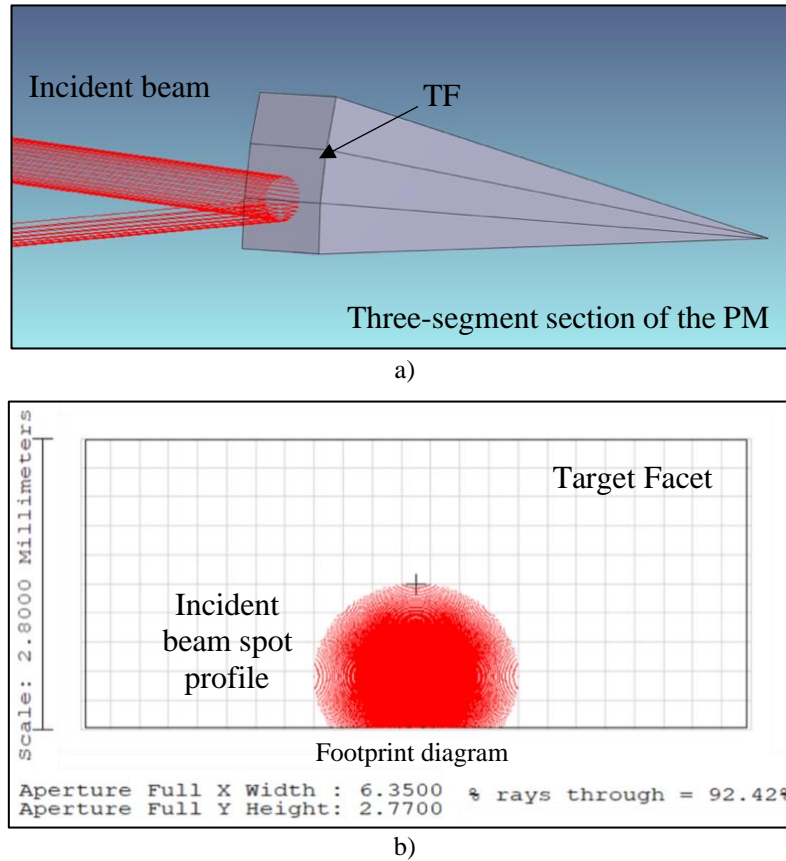 Incident beam
TF
Three-segment section of the PM
a)
Scale: 2.8000 Millimeters
Target Facet
Incident
beam spot
profile
Footprint diagram
Aperture Full X Width : 6.3500
% rays through = 92.42%
Aperture Full Y Height: 2.7700
b)